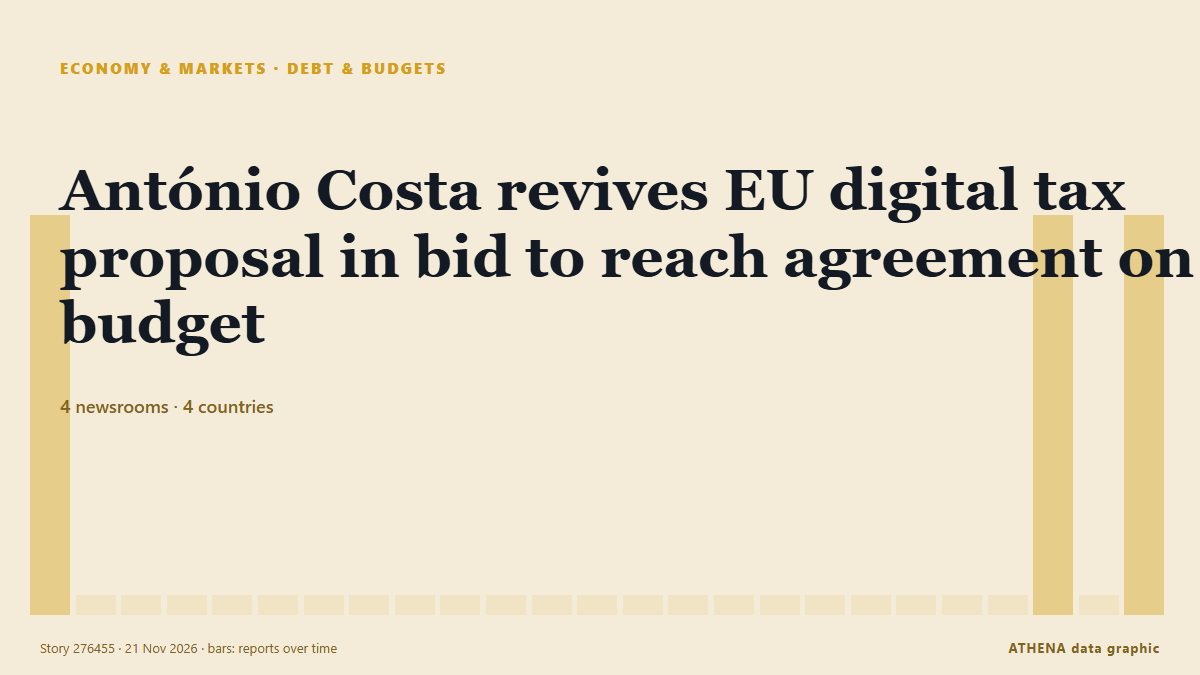 ECONOMY & MARKETS · DEBT & BUDGETS
António Costa revives EU digital tax
proposal in bid to reach agreement on
budget
4 newsrooms · 4 countries
Story 276455 · 21 Nov 2026 · bars: reports over time
ATHENA data graphic